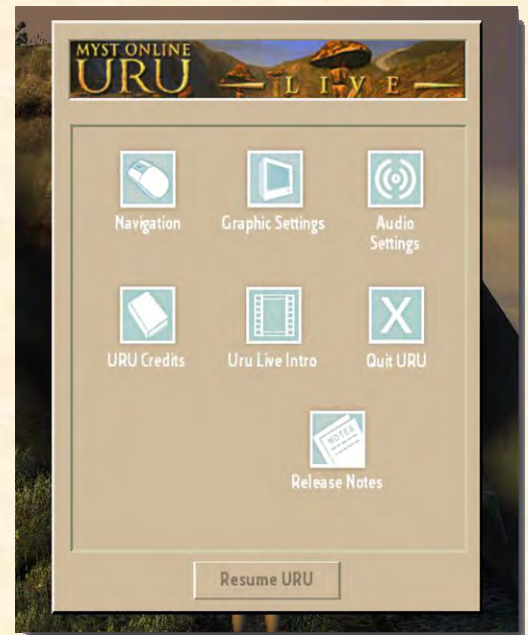 MYST ONLINE
URU
LIVE
Navigation
Graphic Settings
Audio
Settings
URU Credits
Uru Live Intro
X
Quit URU
NOTES
Release Notes
Resume URU